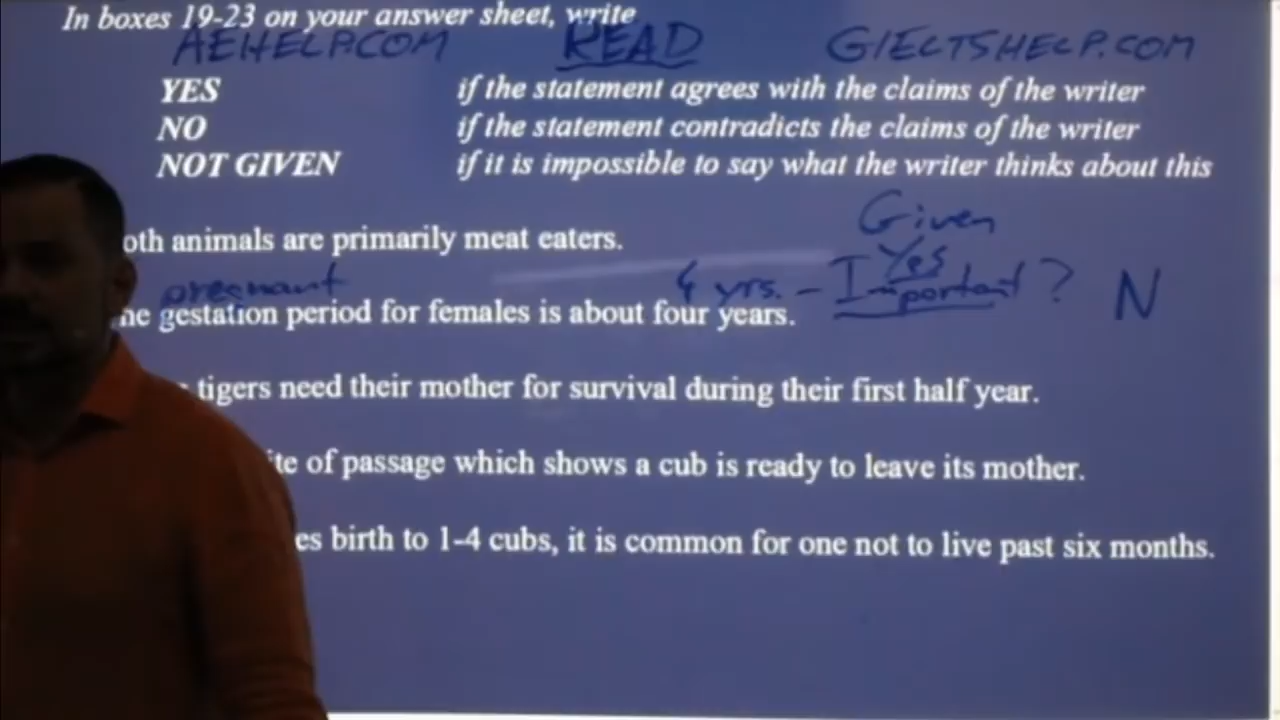 In boxes 19-23 on your answer sheet, write
AEHELP.COM READ GIELTSHELP.COM
YES if the statement agrees with the claims of the writer
NO if the statement contradicts the claims of the writer
NOT GIVEN if it is impossible to say what the writer thinks about this
Given
oth animals are primarily meat eaters.
Yes
pregnant 4 yrs. - Important ? N
he gestation period for females is about four years.
tigers need their mother for survival during their first half year.
ite of passage which shows a cub is ready to leave its mother.
es birth to 1-4 cubs, it is common for one not to live past six months.